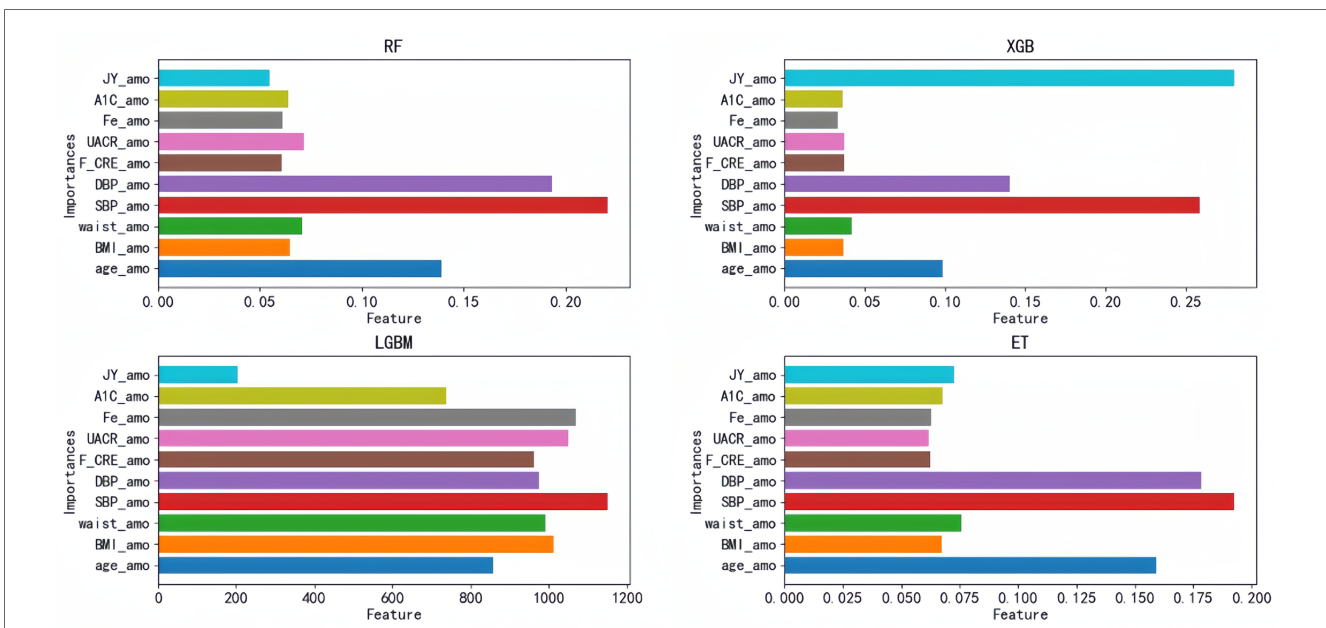 RF
JY_amo
A1C_amo
Fe_amo
UACR_amo
F_CRE_amo
DBP_amo
SBP_amo
waist_amo
BMI_amo
age_amo
Importances
0.00 0.05 0.10 0.15 0.20
Feature
XGB
JY_amo
A1C_amo
Fe_amo
UACR_amo
F_CRE_amo
DBP_amo
SBP_amo
waist_amo
BMI_amo
age_amo
Importances
0.00 0.05 0.10 0.15 0.20 0.25
Feature
LGBM
JY_amo
A1C_amo
Fe_amo
UACR_amo
F_CRE_amo
DBP_amo
SBP_amo
waist_amo
BMI_amo
age_amo
Importances
0 200 400 600 800 1000 1200
Feature
ET
JY_amo
A1C_amo
Fe_amo
UACR_amo
F_CRE_amo
DBP_amo
SBP_amo
waist_amo
BMI_amo
age_amo
Importances
0.000 0.025 0.050 0.075 0.100 0.125 0.150 0.175 0.200
Feature